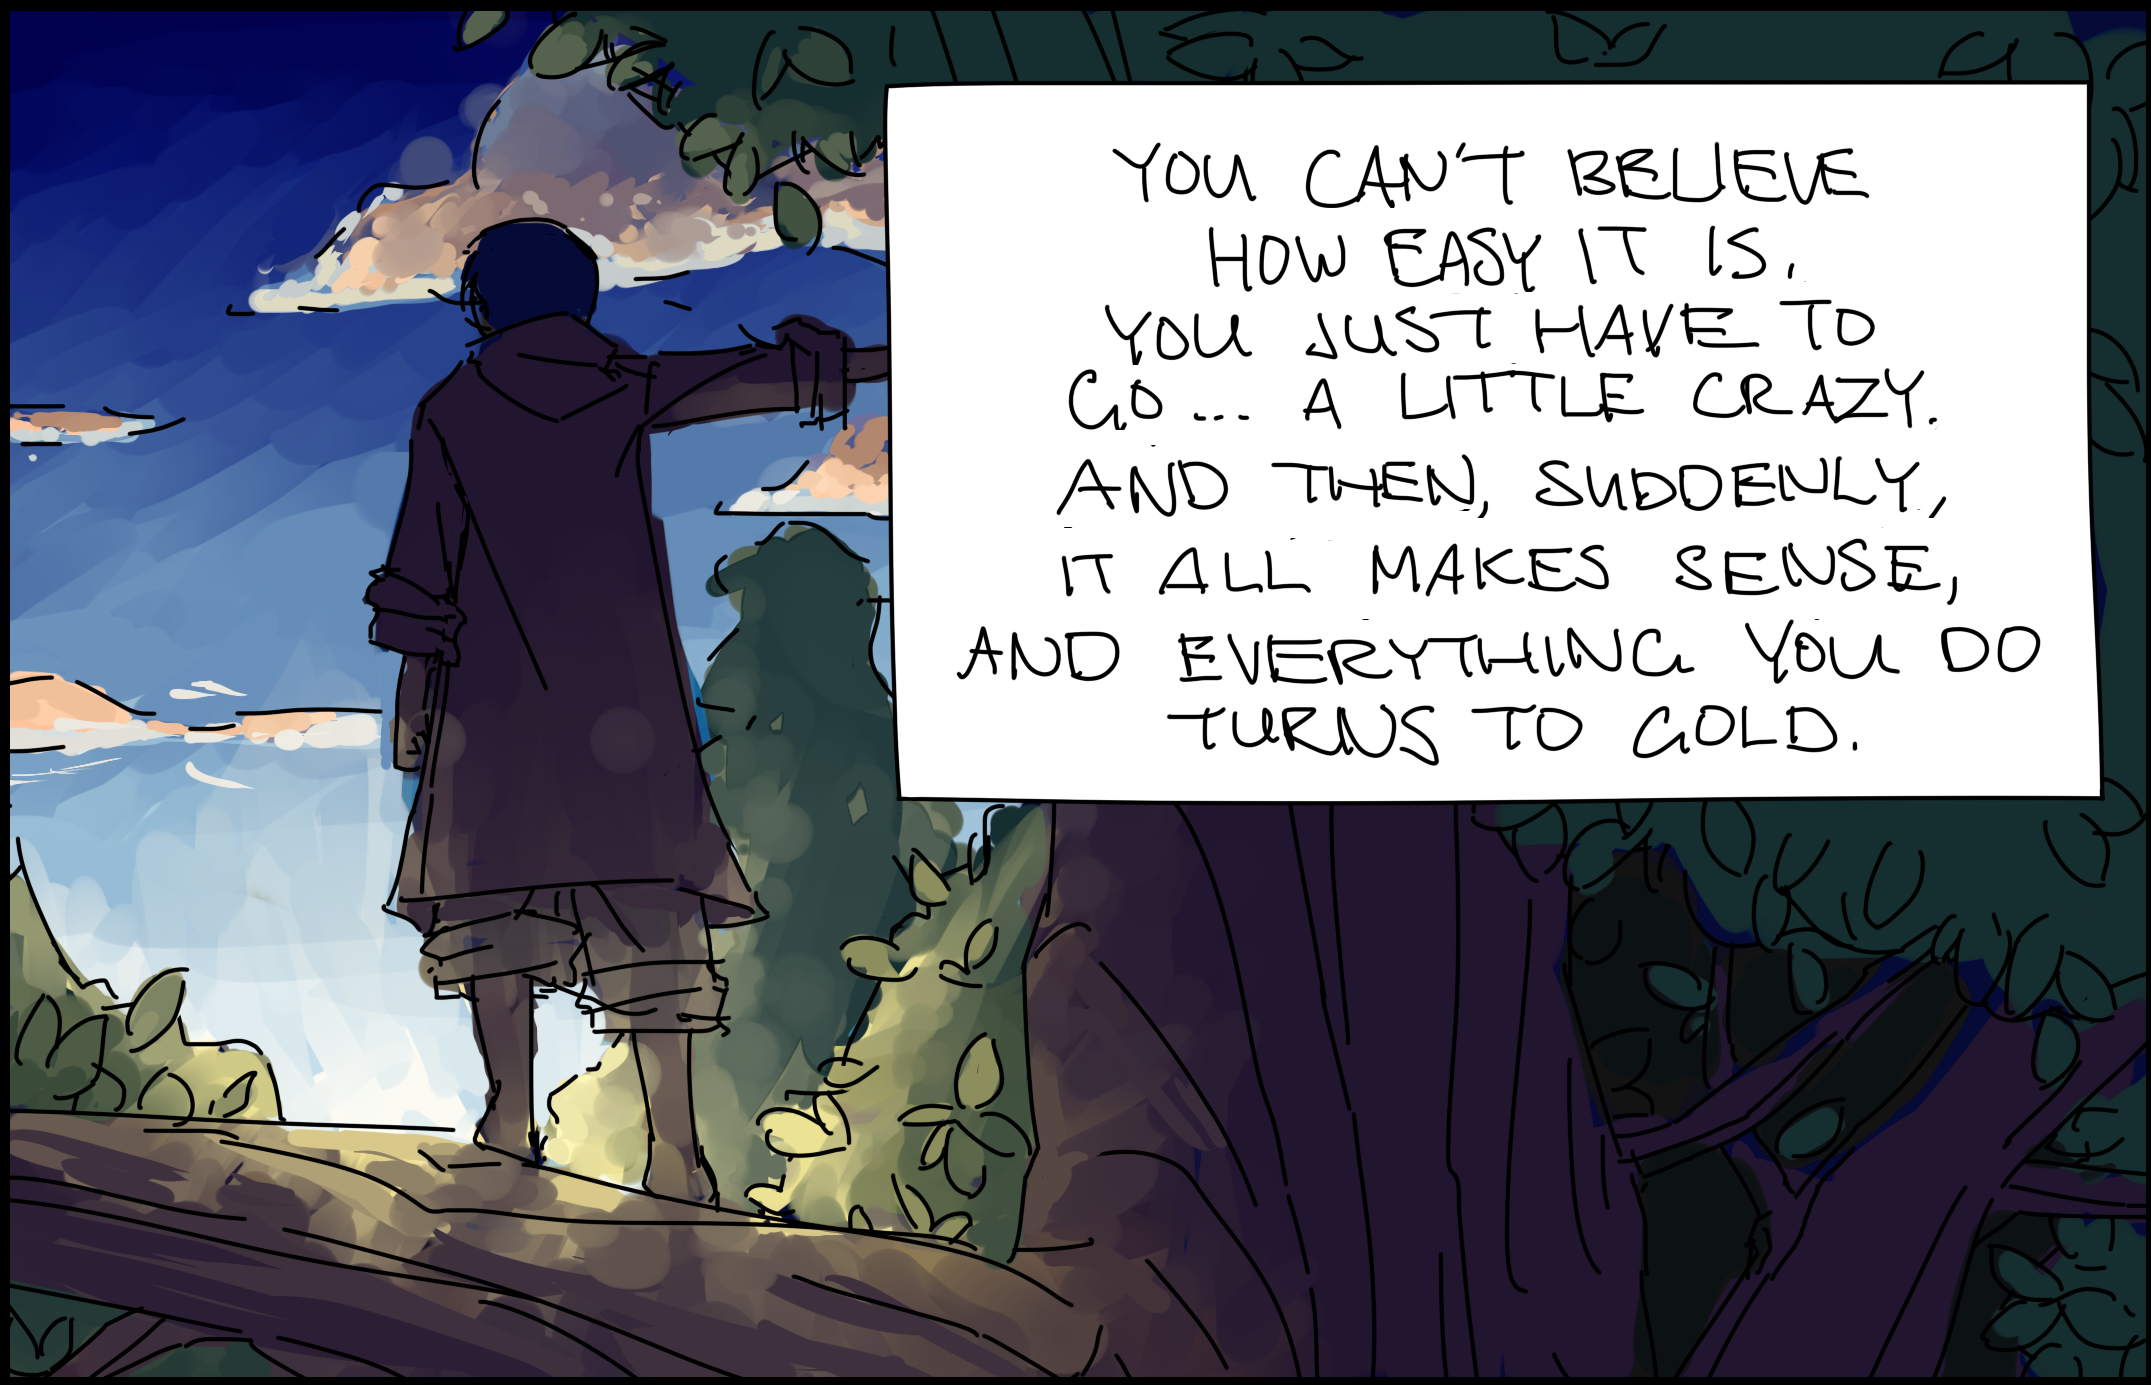 YOU CAN'T BELIEVE
HOW EASY IT IS.
YOU JUST HAVE TO
GO... A LITTLE CRAZY.
AND THEN, SUDDENLY,
IT ALL MAKES SENSE,
AND EVERYTHING YOU DO
TURNS TO GOLD.